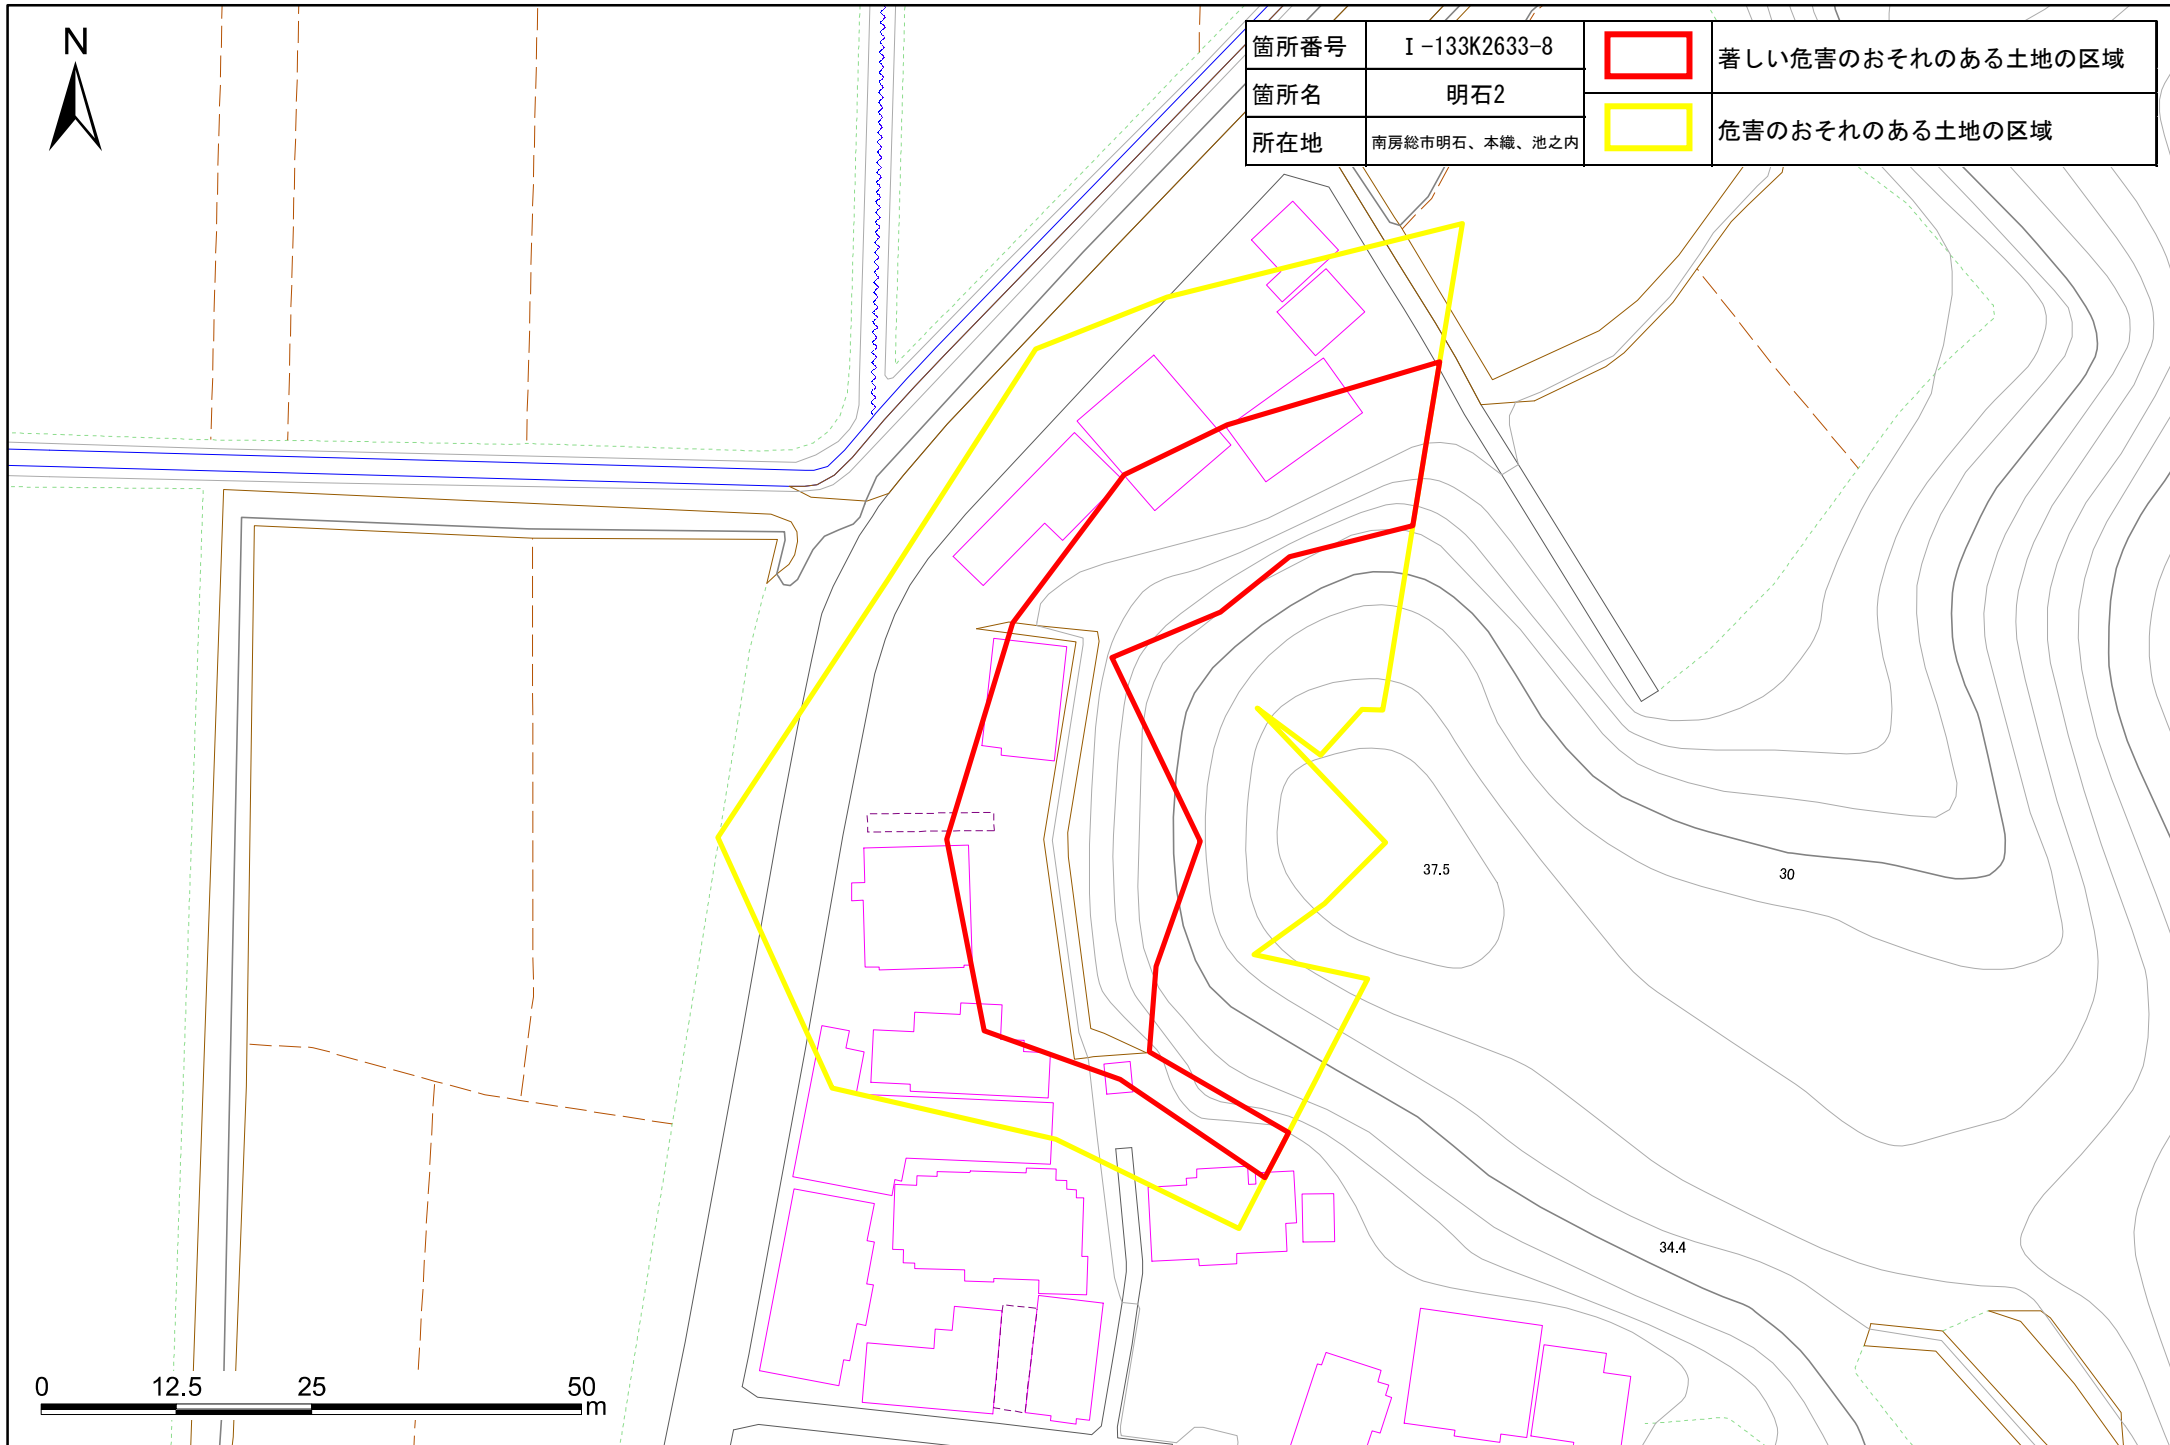 N
箇所番号 Ⅰ-133K2633-8
箇所名 明石2
所在地 南房総市明石、本織、池之内
著しい危害のおそれのある土地の区域
危害のおそれのある土地の区域
37.5
30
34.4
0 12.5 25 50 m